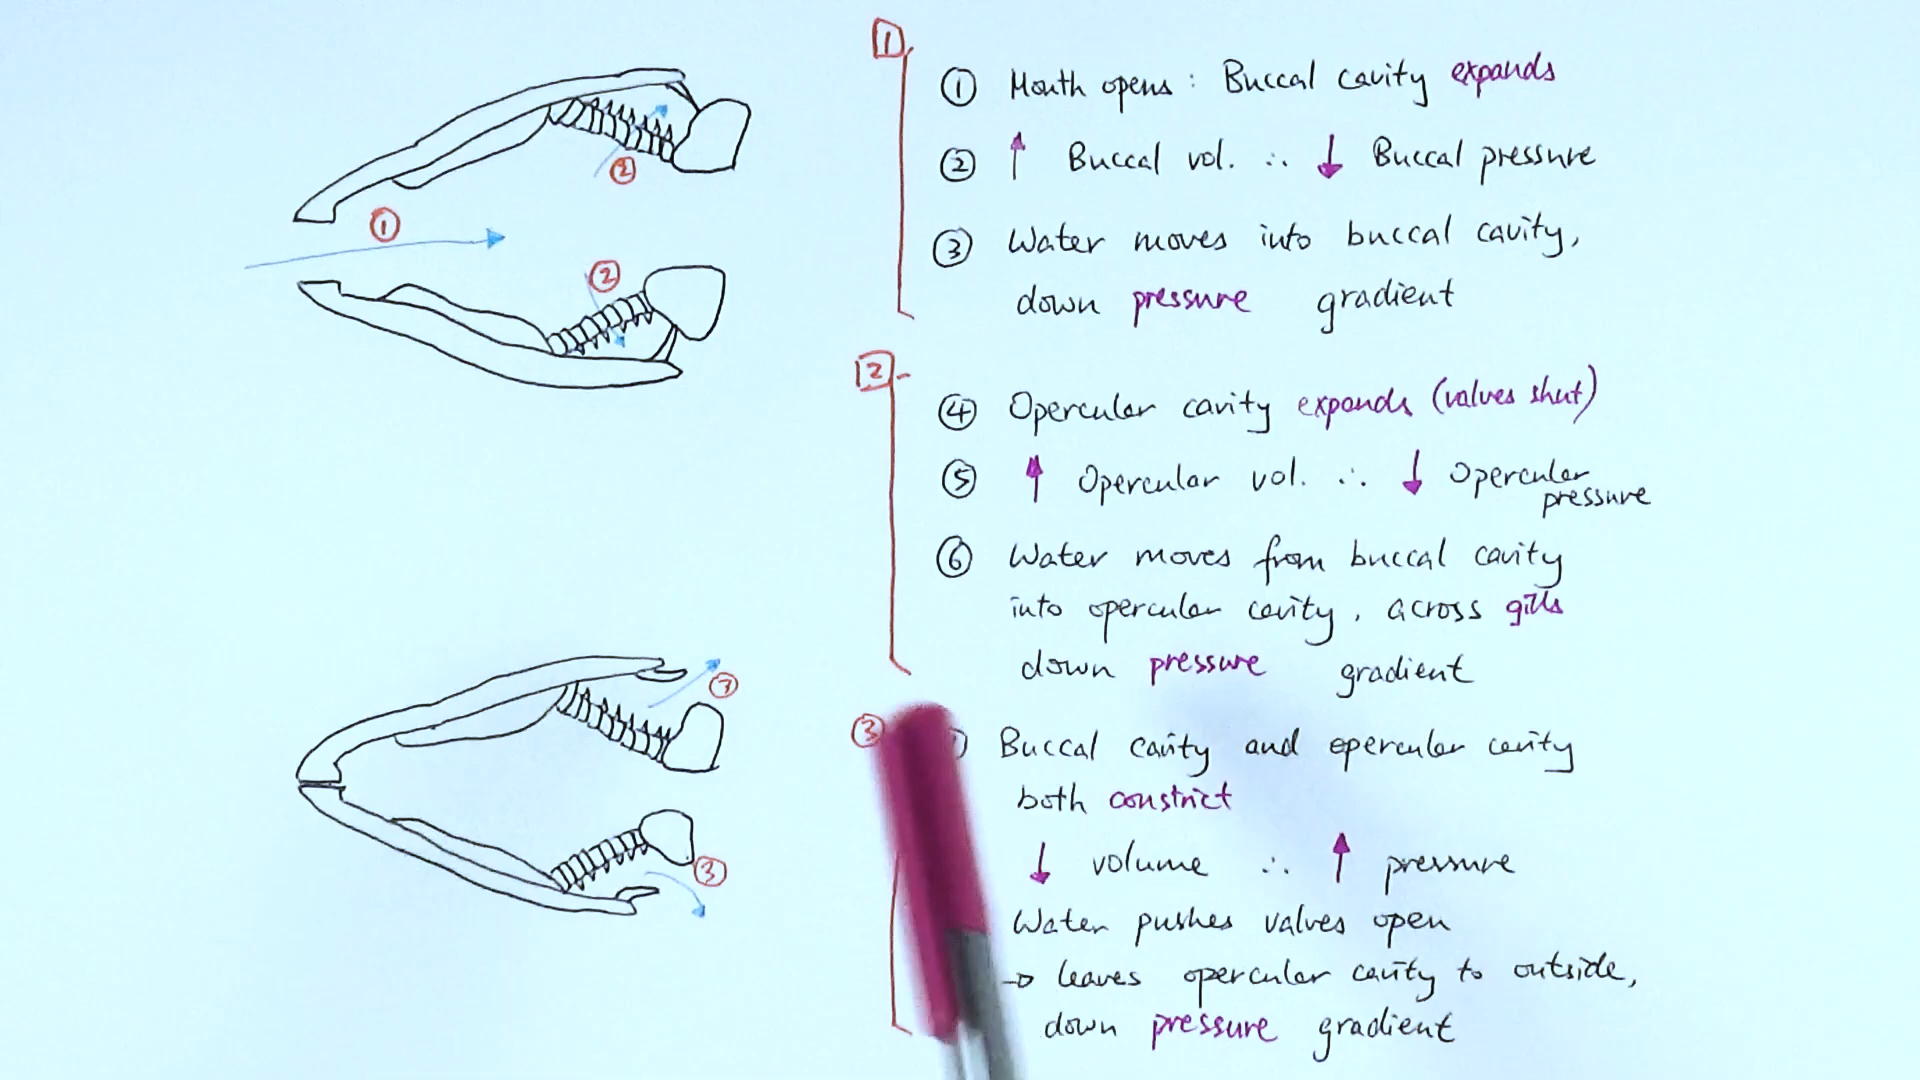 1
① Mouth opens : Buccal cavity expands
② ↑ Buccal vol. ∴ ↓ Buccal pressure
③ Water moves into buccal cavity,
down pressure gradient
2
④ Opercular cavity expands (valves shut)
⑤ ↑ Opercular vol. ∴ ↓ Opercular
pressure
⑥ Water moves from buccal cavity
into opercular cavity, across gills
down pressure gradient
③
Buccal cavity and opercular cavity
both constrict
↓ volume ∴ ↑ pressure
Water pushes valves open
→ leaves opercular cavity to outside,
down pressure gradient
②
①
②
③
③